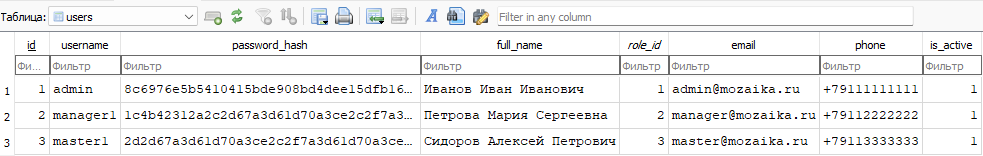 Таблица: users Filter in any column
id username password_hash full_name role_id email phone is_active
Фи... Фильтр Фильтр Фильтр Фильтр Фильтр Фильтр Фильтр
1 1 admin 8c6976e5b5410415bde908bd4dee15dfb16... Иванов Иван Иванович 1 admin@mozaika.ru +79111111111 1
2 2 manager1 1c4b42312a2c2d67a3d61d70a3ce2c2f7a3... Петрова Мария Сергеевна 2 manager@mozaika.ru +79112222222 1
3 3 master1 2d2d67a3d61d70a3ce2c2f7a3d61d70a3ce... Сидоров Алексей Петрович 3 master@mozaika.ru +79113333333 1